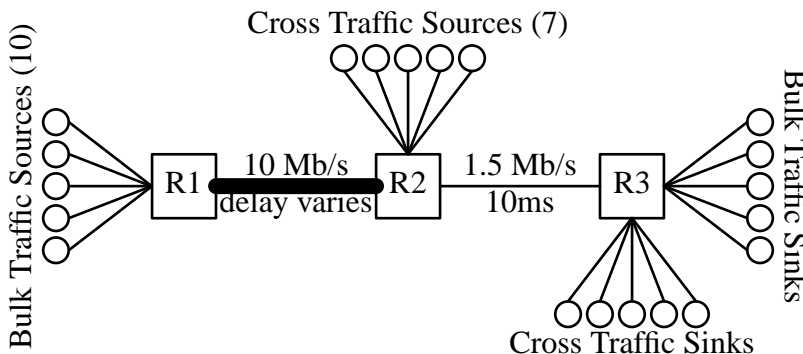 Cross Traffic Sources (7)
Bulk Traffic Sources (10)
Bulk Traffic Sinks
R1
10 Mb/s
delay varies
R2
1.5 Mb/s
10ms
R3
Cross Traffic Sinks